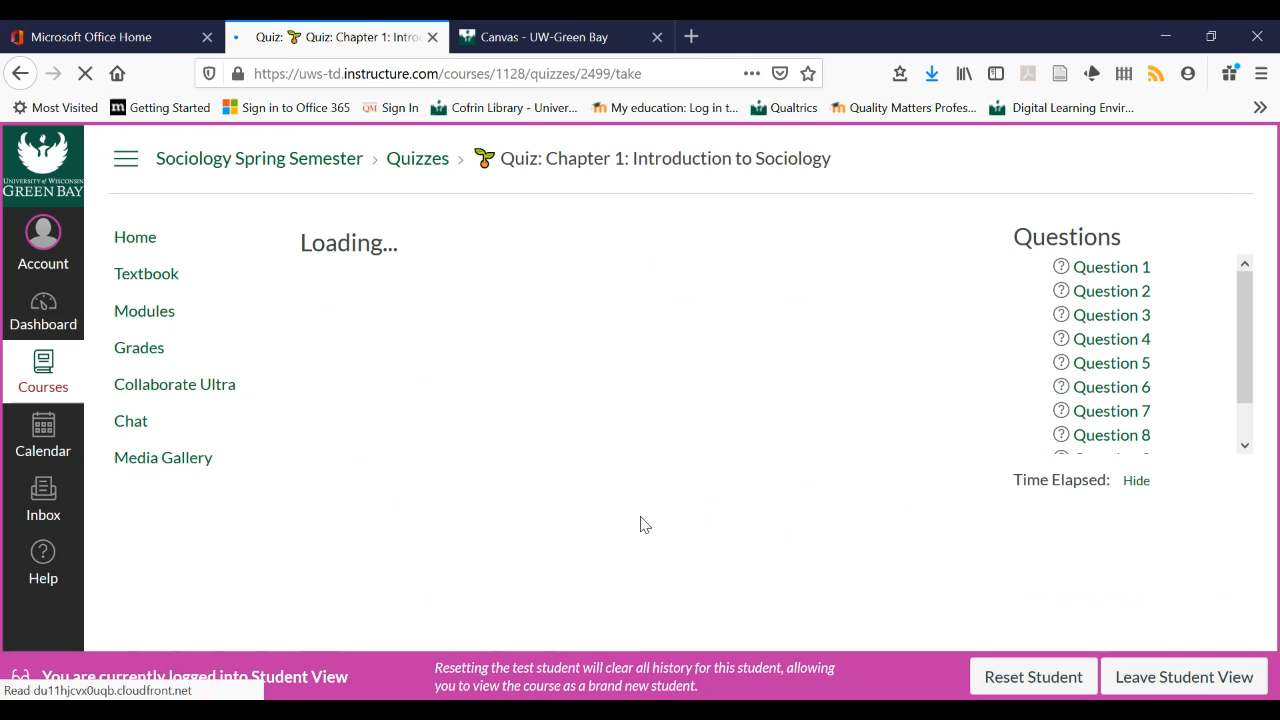 Microsoft Office Home
Quiz: Quiz: Chapter 1: Intro
Canvas - UW-Green Bay
https://uws-td.instructure.com/courses/1128/quizzes/2499/take
Most Visited
Getting Started
Sign in to Office 365
QM Sign In
Cofrin Library - Univer...
My education: Log in t...
Qualtrics
Quality Matters Profes...
Digital Learning Envir...
UNIVERSITY of WISCONSIN
GREEN BAY
Sociology Spring Semester › Quizzes › Quiz: Chapter 1: Introduction to Sociology
Account
Dashboard
Courses
Calendar
Inbox
Help
Home
Textbook
Modules
Grades
Collaborate Ultra
Chat
Media Gallery
Loading...
Questions
Question 1
Question 2
Question 3
Question 4
Question 5
Question 6
Question 7
Question 8
Time Elapsed: Hide
You are currently logged into Student View
Read du11hjcvx0uqb.cloudfront.net
Resetting the test student will clear all history for this student, allowing
you to view the course as a brand new student.
Reset Student
Leave Student View